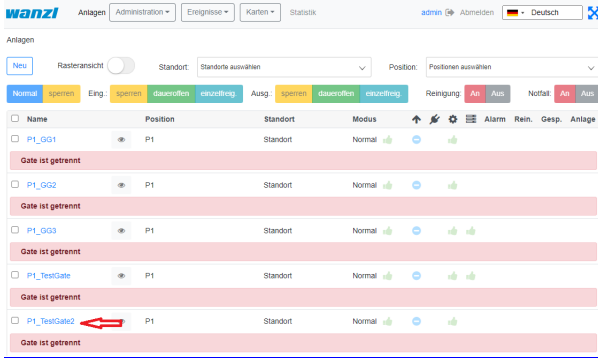 wanzl Anlagen Administration Ereignisse Karten Statistik admin Abmelden Deutsch
Anlagen
Neu Rasteransicht Standort: Standorte auswählen Position: Positionen auswählen
Normal sperren Eing.: sperren daueroffen einzelfreig. Ausg.: sperren daueroffen einzelfreig. Reinigung: An Aus Notfall: An Aus
Name Position Standort Modus Alarm Rein. Gesp. Anlage
P1_GG1 P1 Standort Normal
Gate ist getrennt
P1_GG2 P1 Standort Normal
Gate ist getrennt
P1_GG3 P1 Standort Normal
Gate ist getrennt
P1_TestGate P1 Standort Normal
Gate ist getrennt
P1_TestGate2 P1 Standort Normal
Gate ist getrennt